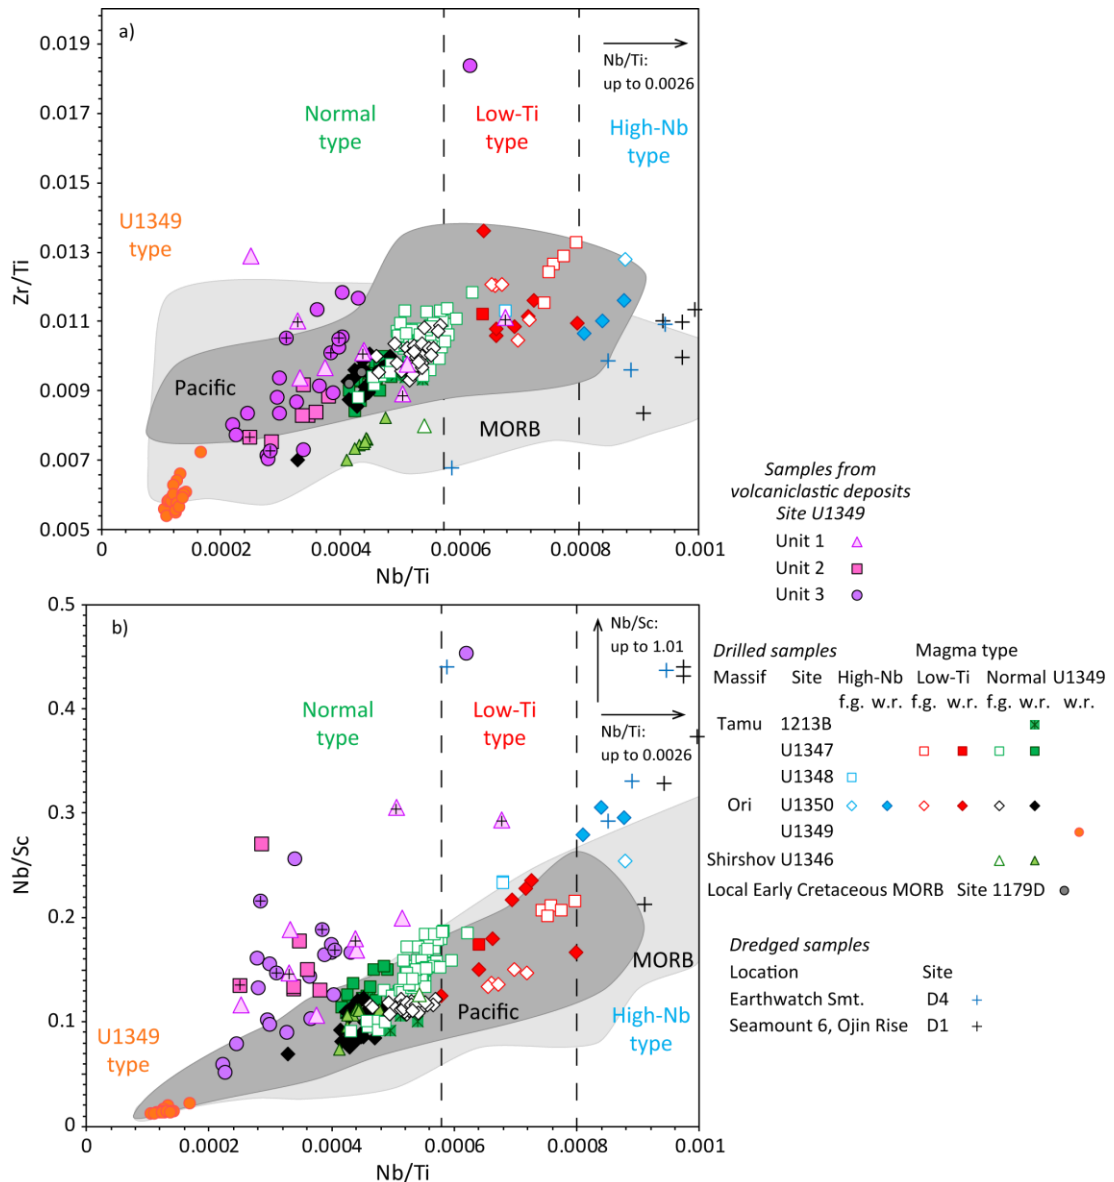 a)
0.019
0.017
0.015
0.013
0.011
0.009
0.007
0.005
Zr/Ti
Nb/Ti:
up to 0.0026
Normal
type
Low-Ti
type
High-Nb
type
U1349
type
Pacific
MORB
0
0.0002
0.0004
0.0006
0.0008
0.001
Nb/Ti
Samples from
volcaniclastic deposits
Site U1349
Unit 1
Unit 2
Unit 3
b)
0.5
0.4
0.3
0.2
0.1
0
Nb/Sc
Nb/Sc:
up to 1.01
Nb/Ti:
up to 0.0026
Normal
type
Low-Ti
type
MORB
Pacific
High-Nb
type
U1349
type
0
0.0002
0.0004
0.0006
0.0008
0.001
Nb/Ti
Drilled samples Magma type
Massif Site High-Nb Low-Ti Normal U1349
f.g. w.r. f.g. w.r. f.g. w.r. w.r.
Tamu 1213B
U1347
U1348
Ori U1350
U1349
Shirshov U1346
Local Early Cretaceous MORB Site 1179D
Dredged samples
Location Site
Earthwatch Smt. D4
Seamount 6, Ojin Rise D1